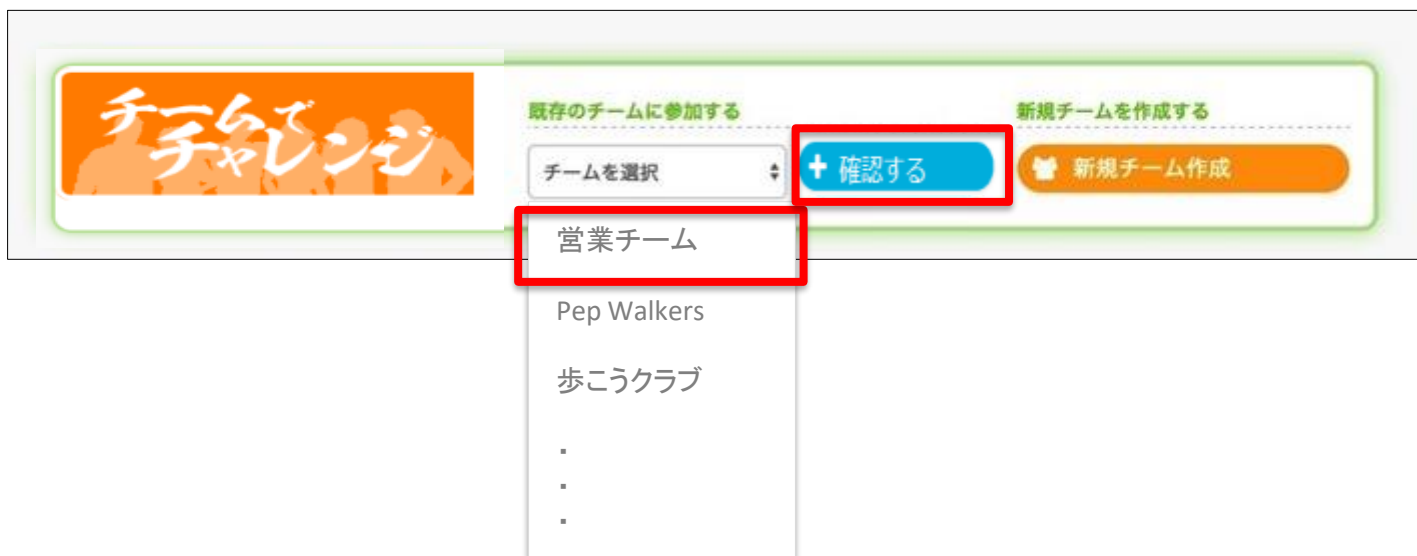 チームで
チャレンジ
既存のチームに参加する
チームを選択
+ 確認する
新規チームを作成する
新規チーム作成
営業チーム
Pep Walkers
歩こうクラブ
・
・
・